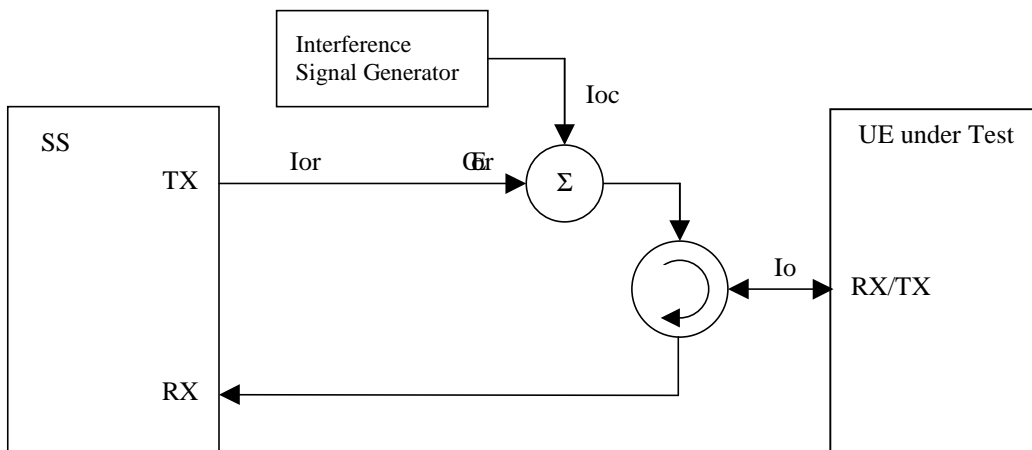 Interference
Signal Generator
Ioc
SS
UE under Test
TX
Ior
Σ
Io
RX/TX
RX